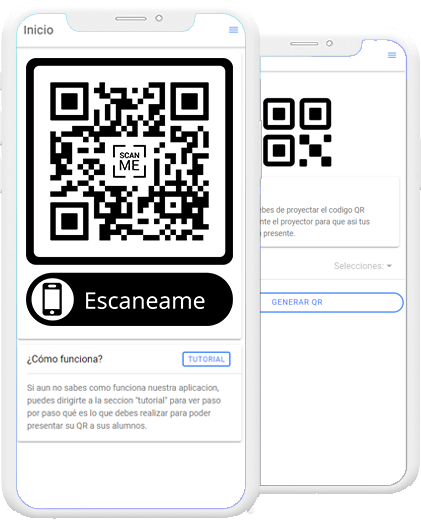 Inicio
SCAN
ME
Escaneame
¿Cómo funciona?
TUTORIAL
Si aun no sabes como funciona nuestra aplicacion,
puedes dirigirte a la seccion "tutorial" para ver paso
por paso qué es lo que debes realizar para poder
presentar su QR a sus alumnos.
ebes de proyectar el codigo QR
nte el proyector para que asi tus
presente.
Selecciones:
GENERAR QR